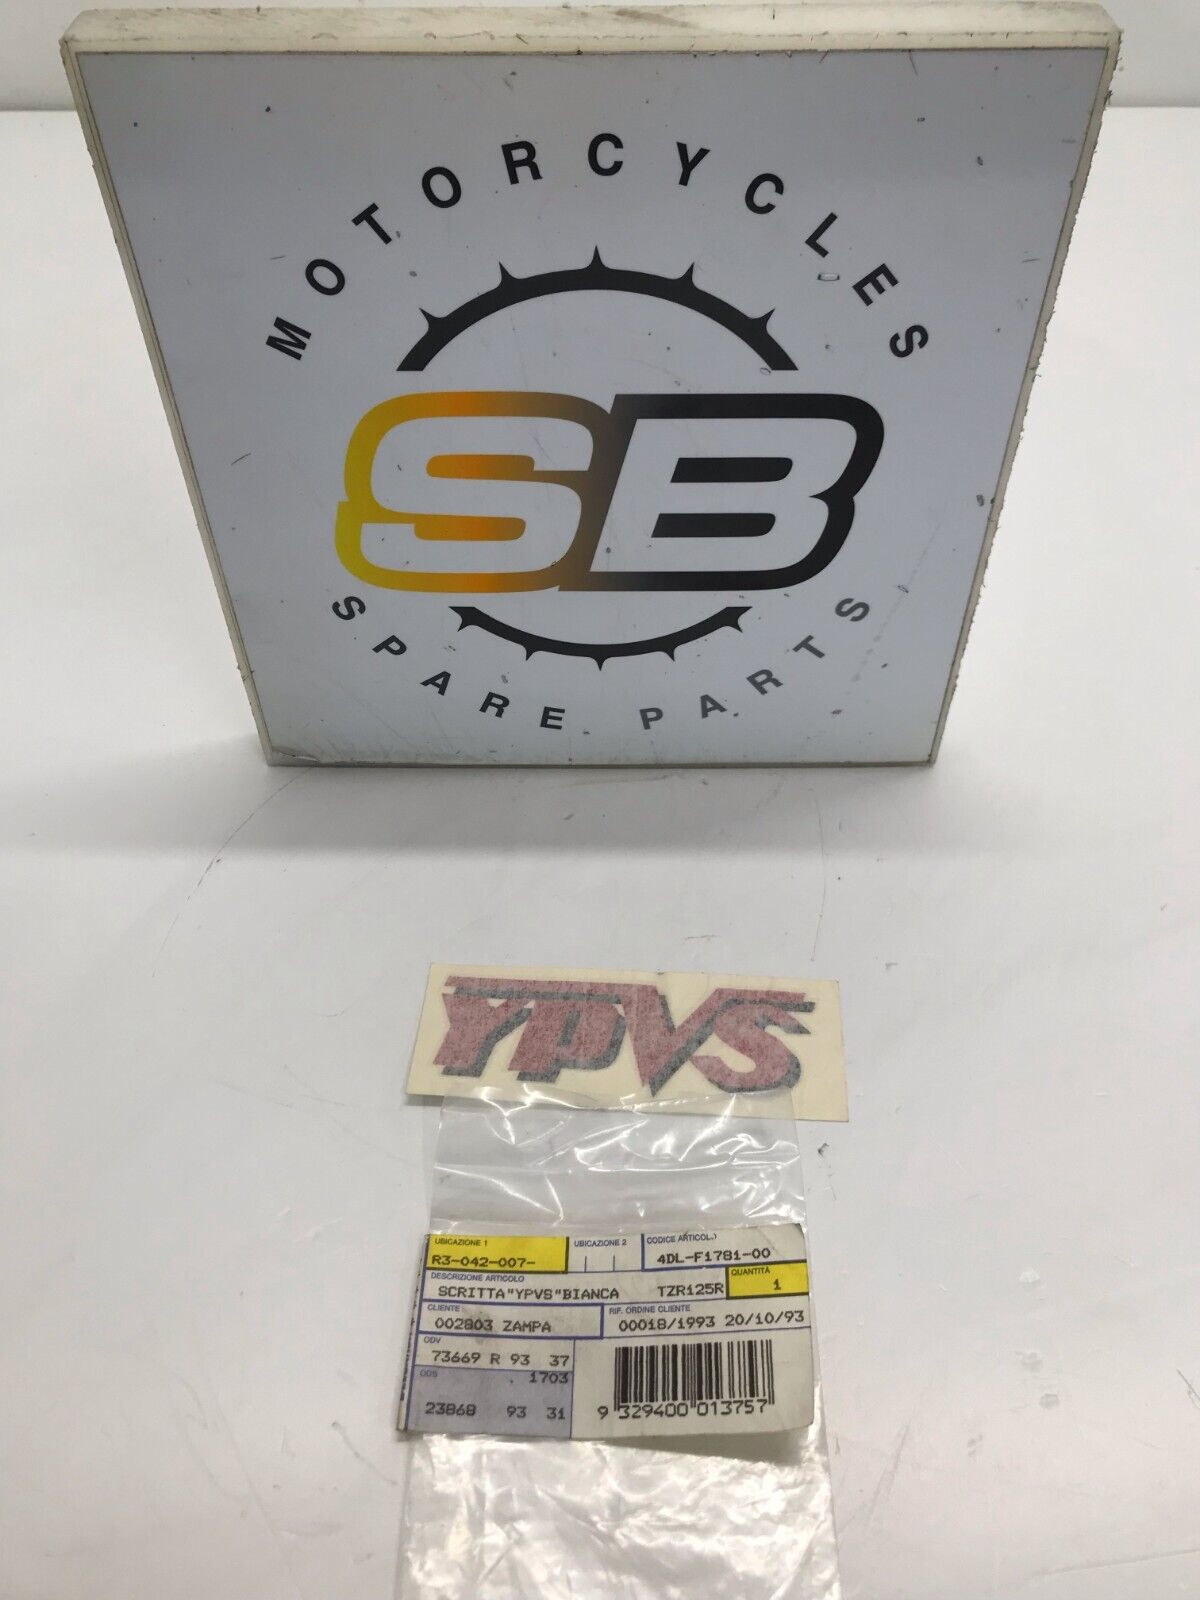 MOTORCYCLES
SB
SPARE PARTS
YPVS
UBICAZIONE 1
R3-042-007-
UBICAZIONE 2
CODICE ARTICOLO
4DL-F1781-00
DESCRIZIONE ARTICOLO
SCRITTA"YPVS"BIANCA TZR125R
QUANTITÀ
1
CLIENTE
002803 ZAMPA
RIF. ORDINE CLIENTE
00018/1993 20/10/93
ODV
73669 R 93 37
ODS
. 1703
23868 93 31
9 329400 013757